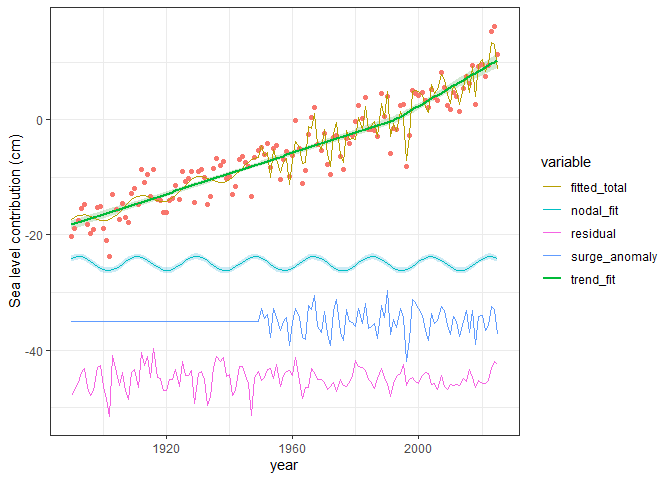 Sea level contribution (cm)
0
-20
-40
1920
1960
2000
year
variable
fitted_total
nodal_fit
residual
surge_anomaly
trend_fit